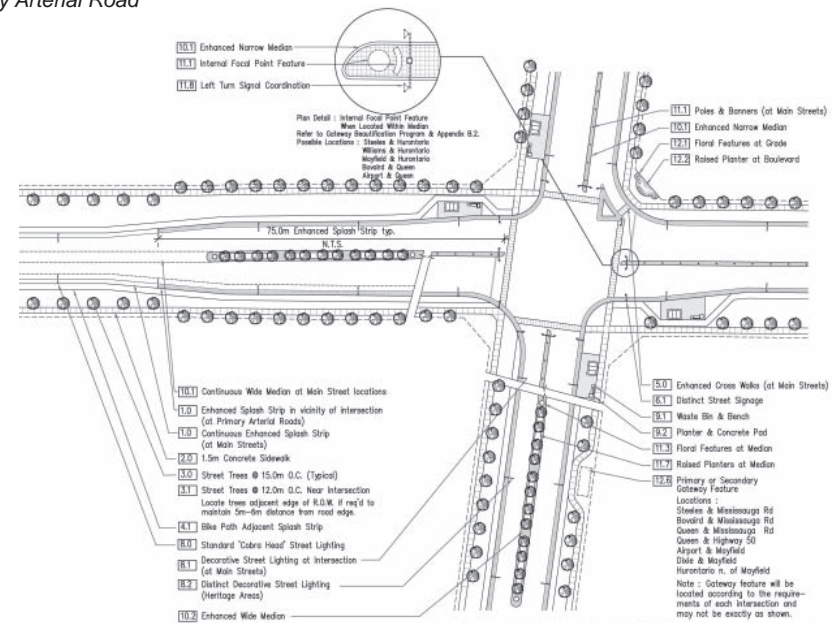 y Arterial Road
10.1 Enhanced Narrow Median
11.1 Internal Focal Point Feature
11.8 Left Turn Signal Coordination
Plan Detail : Internal Focal Point Feature
When Located Within Median
Refer to Gateway Beautification Program & Appendix B.2.
Possible Locations : Steeles & Hurontario
Williams & Hurontario
Mayfield & Hurontario
Bovaird & Queen
Airport & Queen
11.1 Poles & Banners (at Main Streets)
10.1 Enhanced Narrow Median
12.1 Floral Features at Grade
12.2 Raised Planter at Boulevard
75.0m Enhanced Splash Strip typ.
N.T.S.
10.1 Continuous Wide Median at Main Street locations
1.0 Enhanced Splash Strip in vicinity of intersection
(at Primary Arterial Roads)
1.0 Continuous Enhanced Splash Strip
(at Main Streets)
2.0 1.5m Concrete Sidewalk
3.0 Street Trees @ 15.0m O.C. (Typical)
3.1 Street Trees @ 12.0m O.C. Near Intersection
Locate trees adjacent edge of R.O.W. if req'd to
maintain 5m-6m distance from road edge.
4.1 Bike Path Adjacent Splash Strip
6.0 Standard 'Cobra Head' Street Lighting
6.1 Decorative Street Lighting at Intersection
(at Main Streets)
6.2 Distinct Decorative Street Lighting
(Heritage Areas)
10.2 Enhanced Wide Median
5.0 Enhanced Cross Walks (at Main Streets)
6.1 Distinct Street Signage
9.1 Waste Bin & Bench
9.2 Planter & Concrete Pad
11.3 Floral Features at Median
11.7 Raised Planters at Median
12.6 Primary or Secondary
Gateway Feature
Locations :
Steeles & Mississauga Rd
Bovaird & Mississauga Rd
Queen & Mississauga Rd
Queen & Highway 50
Airport & Mayfield
Dixie & Mayfield
Hurontario n. of Mayfield
Note : Gateway feature will be
located according to the require-
ments of each intersection and
may not be exactly as shown.